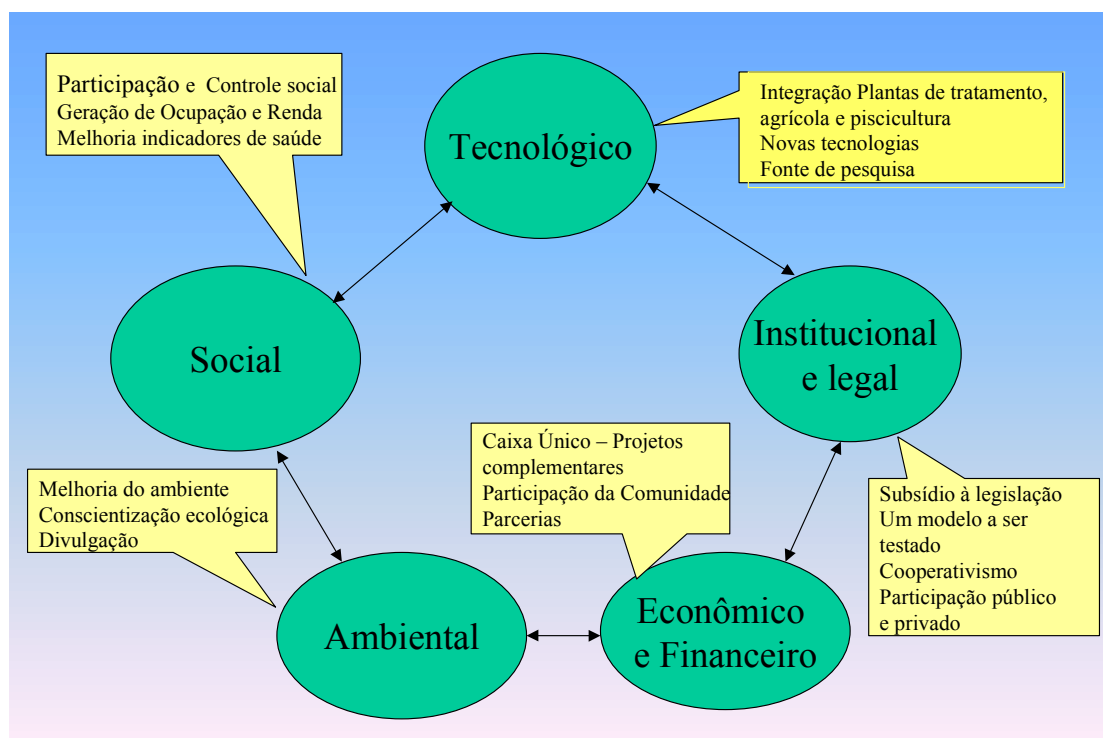 Participação e Controle social
Geração de Ocupação e Renda
Melhoria indicadores de saúde
Tecnológico
Integração Plantas de tratamento,
agrícola e piscicultura
Novas tecnologias
Fonte de pesquisa
Social
Institucional
e legal
Caixa Único – Projetos
complementares
Participação da Comunidade
Parcerias
Melhoria do ambiente
Conscientização ecológica
Divulgação
Subsídio à legislação
Um modelo a ser
testado
Cooperativismo
Participação público
e privado
Ambiental
Econômico
e Financeiro